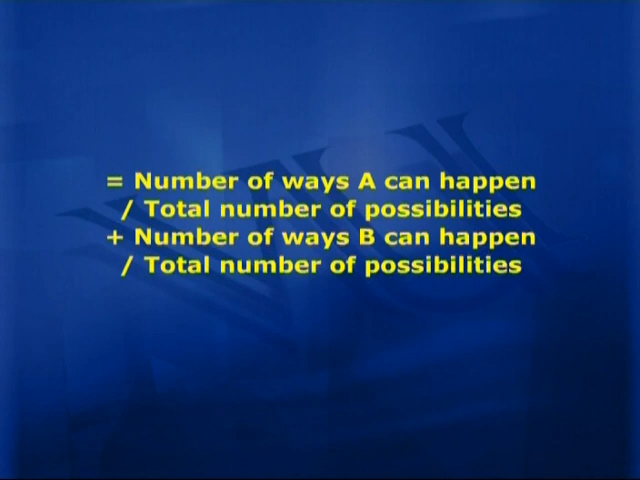 = Number of ways A can happen
/ Total number of possibilities
+ Number of ways B can happen
/ Total number of possibilities